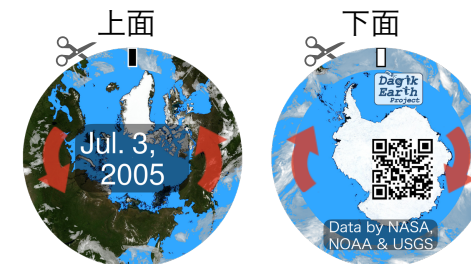 上面
下面
Jul. 3,
2005
Dagik
Earth
Project
Data by NASA,
NOAA & USGS